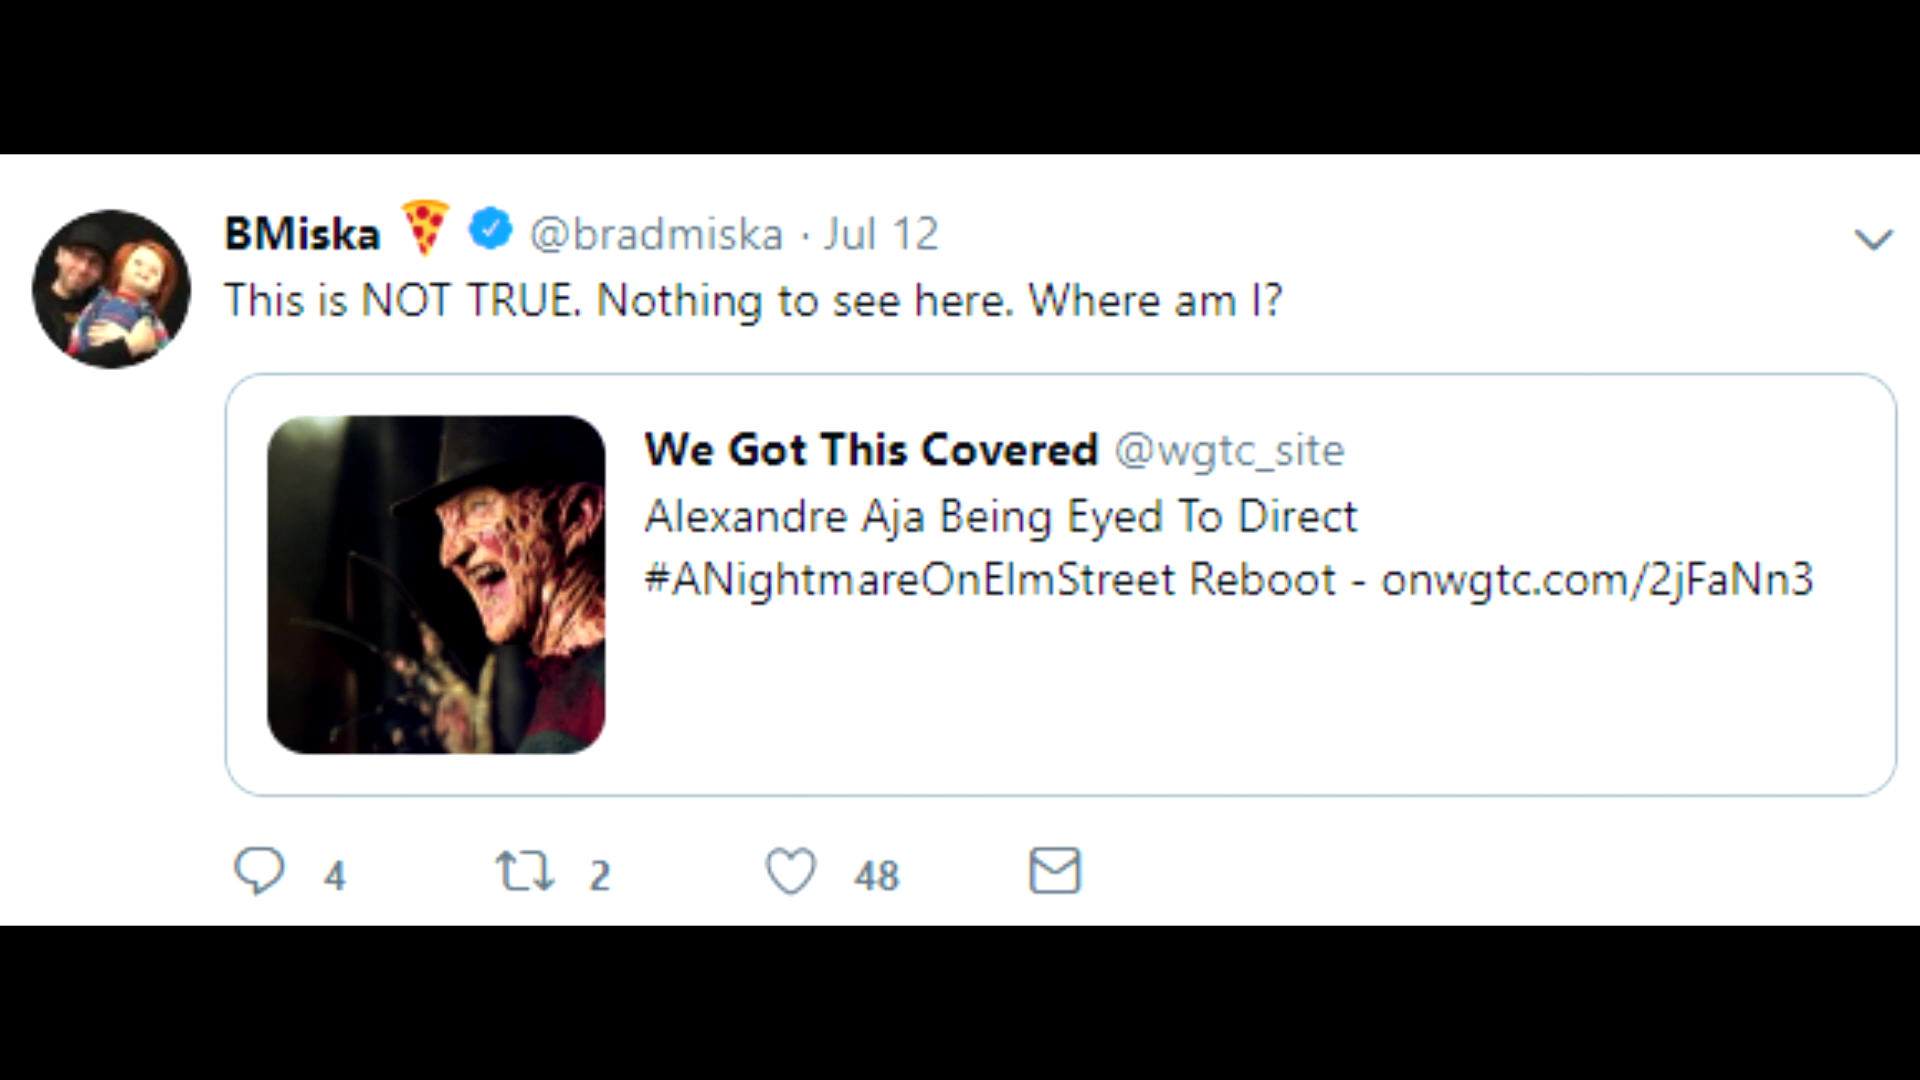 BMiska 🍕 @bradmiska · Jul 12
This is NOT TRUE. Nothing to see here. Where am I?
We Got This Covered @wgtc_site
Alexandre Aja Being Eyed To Direct
#ANightmareOnElmStreet Reboot - onwgtc.com/2jFaNn3
4 2 48